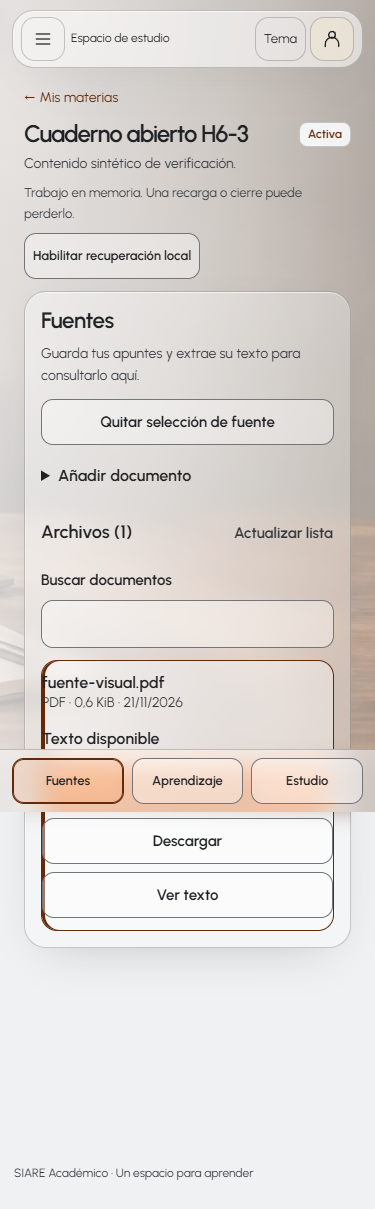 Espacio de estudio
Tema
← Mis materias
Cuaderno abierto H6-3
Activa
Contenido sintético de verificación.
Trabajo en memoria. Una recarga o cierre puede
perderlo.
Habilitar recuperación local
Fuentes
Guarda tus apuntes y extrae su texto para
consultarlo aquí.
Quitar selección de fuente
Añadir documento
Archivos (1)
Actualizar lista
Buscar documentos
fuente-visual.pdf
PDF · 0,6 KiB · 21/11/2026
Texto disponible
Fuentes
Aprendizaje
Estudio
Descargar
Ver texto
SIARE Académico · Un espacio para aprender